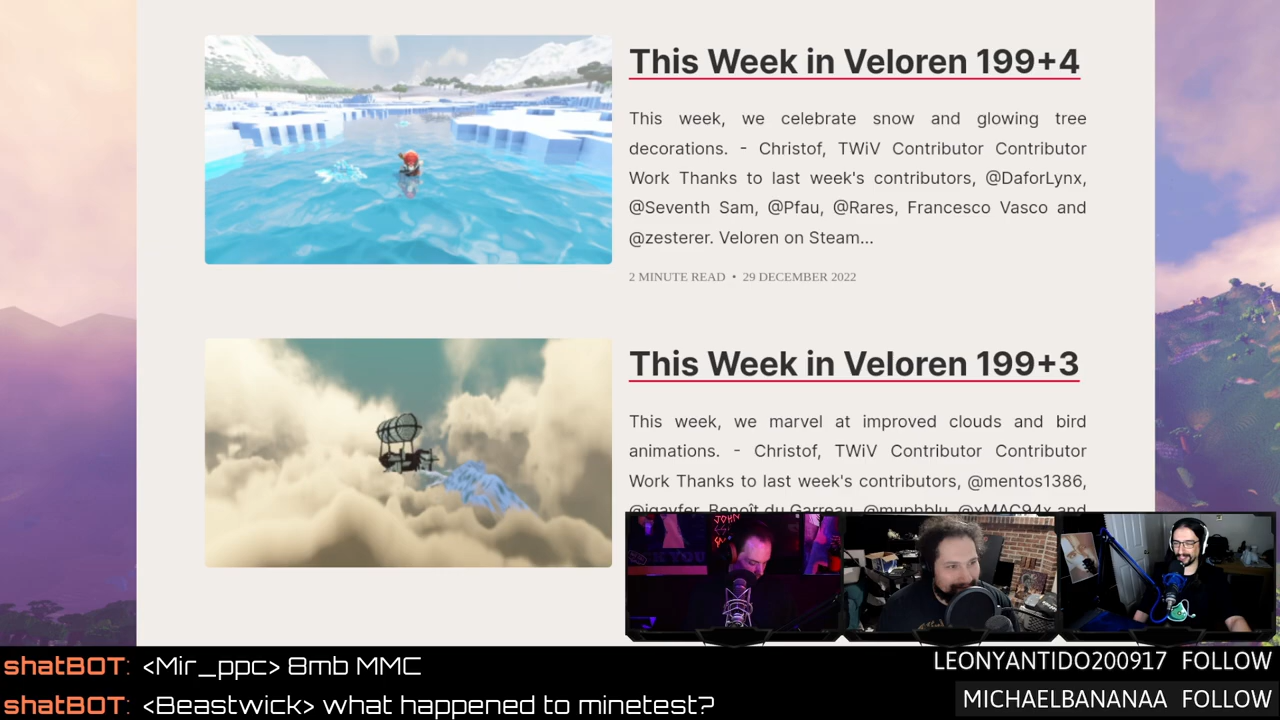 This Week in Veloren 199+4
This week, we celebrate snow and glowing tree
decorations. - Christof, TWiV Contributor Contributor
Work Thanks to last week's contributors, @DaforLynx,
@Seventh Sam, @Pfau, @Rares, Francesco Vasco and
@zesterer. Veloren on Steam...
2 MINUTE READ • 29 DECEMBER 2022
This Week in Veloren 199+3
This week, we marvel at improved clouds and bird
animations. - Christof, TWiV Contributor Contributor
Work Thanks to last week's contributors, @mentos1386,
JOHN
shatBOT: <Mir_ppc> 8mb MMC
shatBOT: <Beastwick> what happened to minetest?
LEONYANTIDO200917 FOLLOW
MICHAELBANANAA FOLLOW